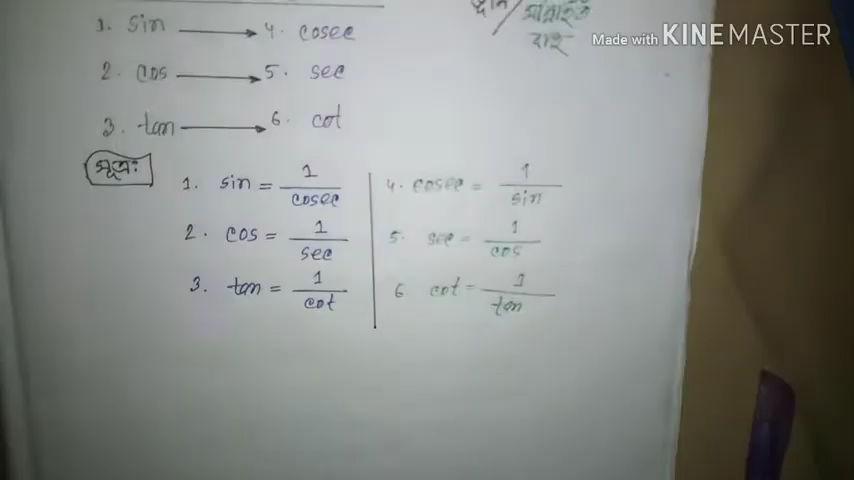 1. sin → 4. cosec
সন্নিহিত
বাহু
Made with KINEMASTER
2. cos → 5. sec
3. tan → 6. cot
সূত্র:
1. sin = 1/cosec
2. cos = 1/sec
3. tan = 1/cot
4. cosec = 1/sin
5. sec = 1/cos
6 cot = 1/tan